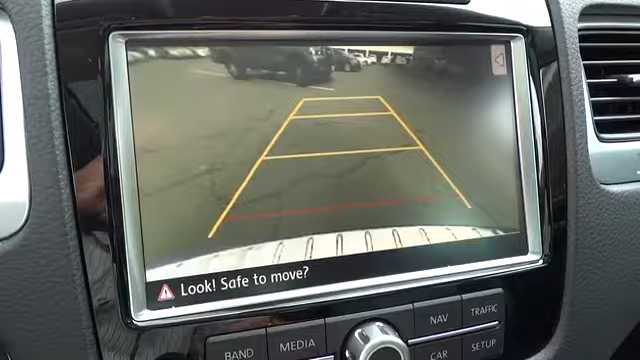 Look! Safe to move?
BAND
MEDIA
NAV
TRAFFIC
CAR
SETUP